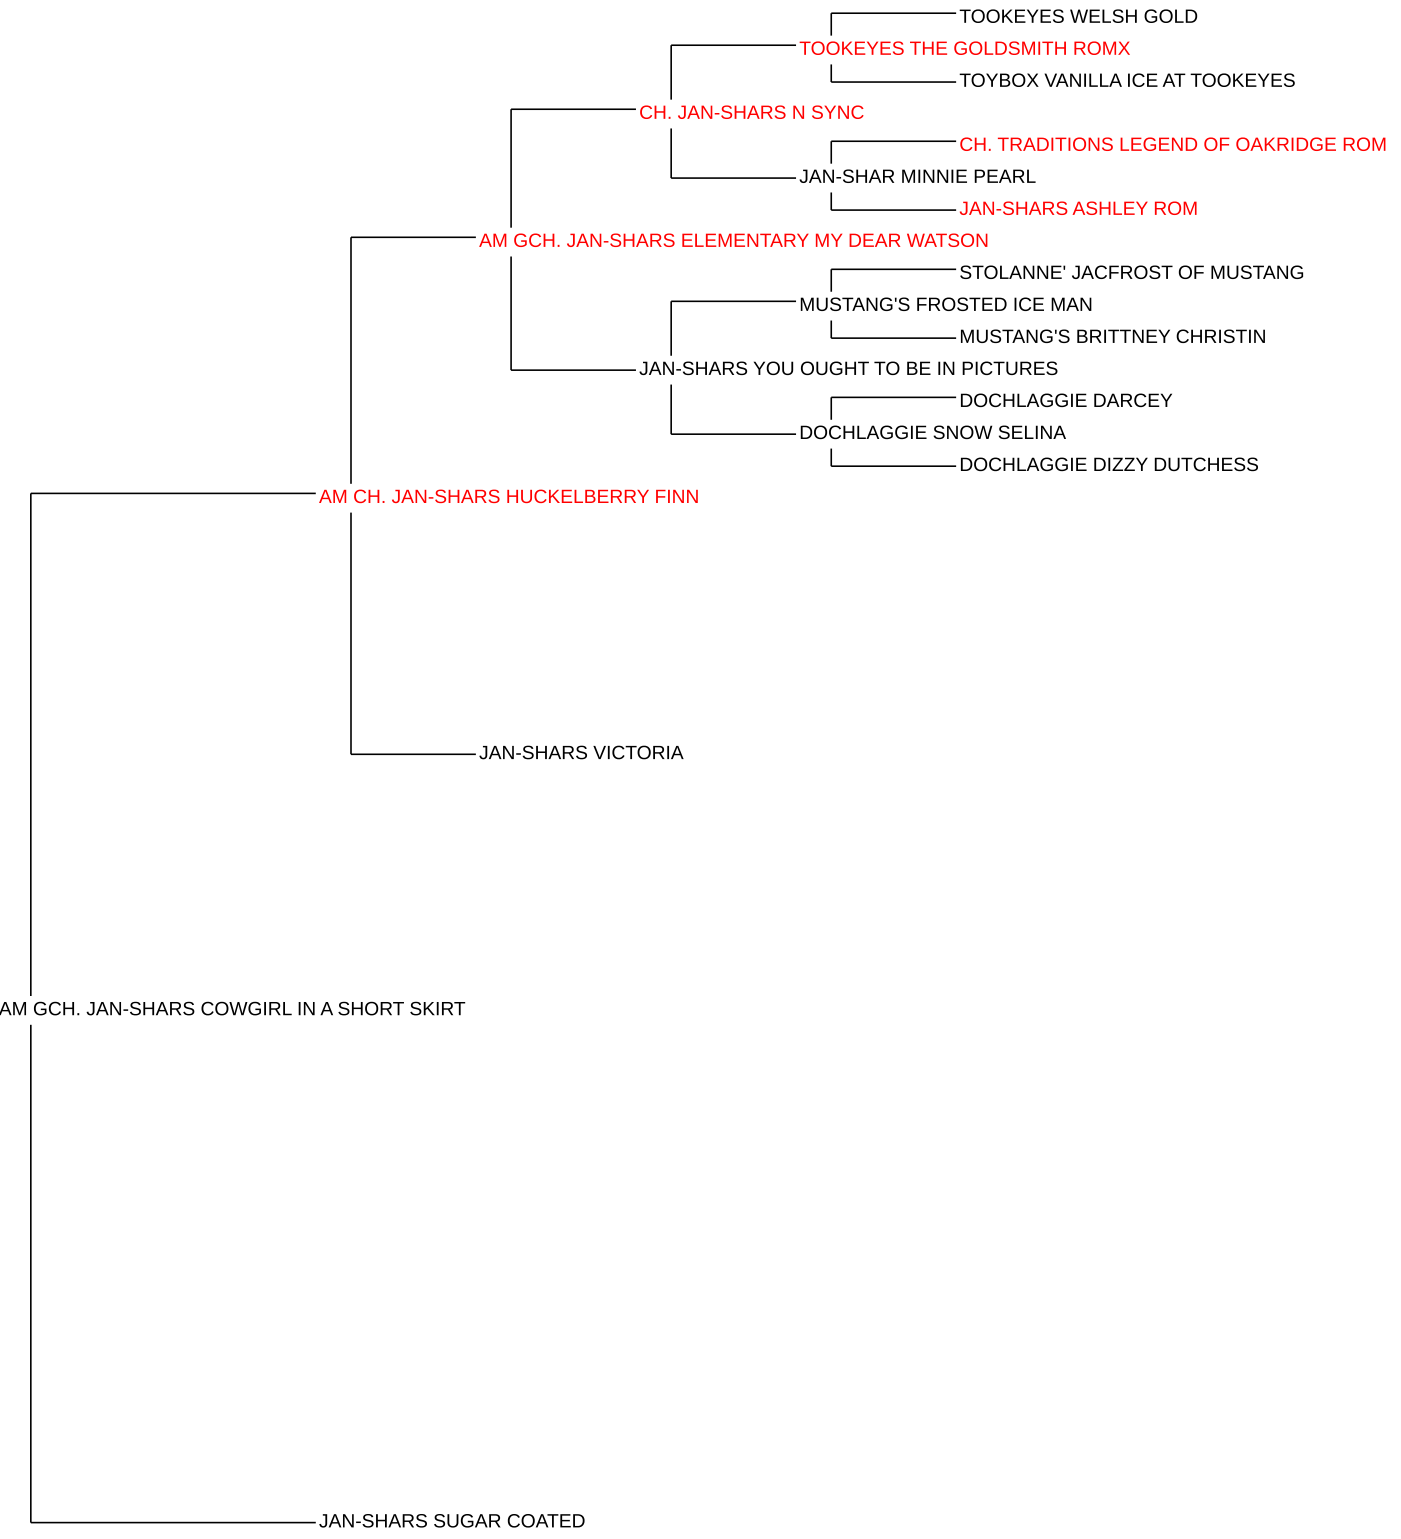 TOOKEYES WELSH GOLD
TOOKEYES THE GOLDSMITH ROMX
TOYBOX VANILLA ICE AT TOOKEYES
CH. JAN-SHARS N SYNC
CH. TRADITIONS LEGEND OF OAKRIDGE ROM
JAN-SHAR MINNIE PEARL
JAN-SHARS ASHLEY ROM
AM GCH. JAN-SHARS ELEMENTARY MY DEAR WATSON
STOLANNE' JACFROST OF MUSTANG
MUSTANG'S FROSTED ICE MAN
MUSTANG'S BRITTNEY CHRISTIN
JAN-SHARS YOU OUGHT TO BE IN PICTURES
DOCHLAGGIE DARCEY
DOCHLAGGIE SNOW SELINA
DOCHLAGGIE DIZZY DUTCHESS
AM CH. JAN-SHARS HUCKELBERRY FINN
JAN-SHARS VICTORIA
AM GCH. JAN-SHARS COWGIRL IN A SHORT SKIRT
JAN-SHARS SUGAR COATED